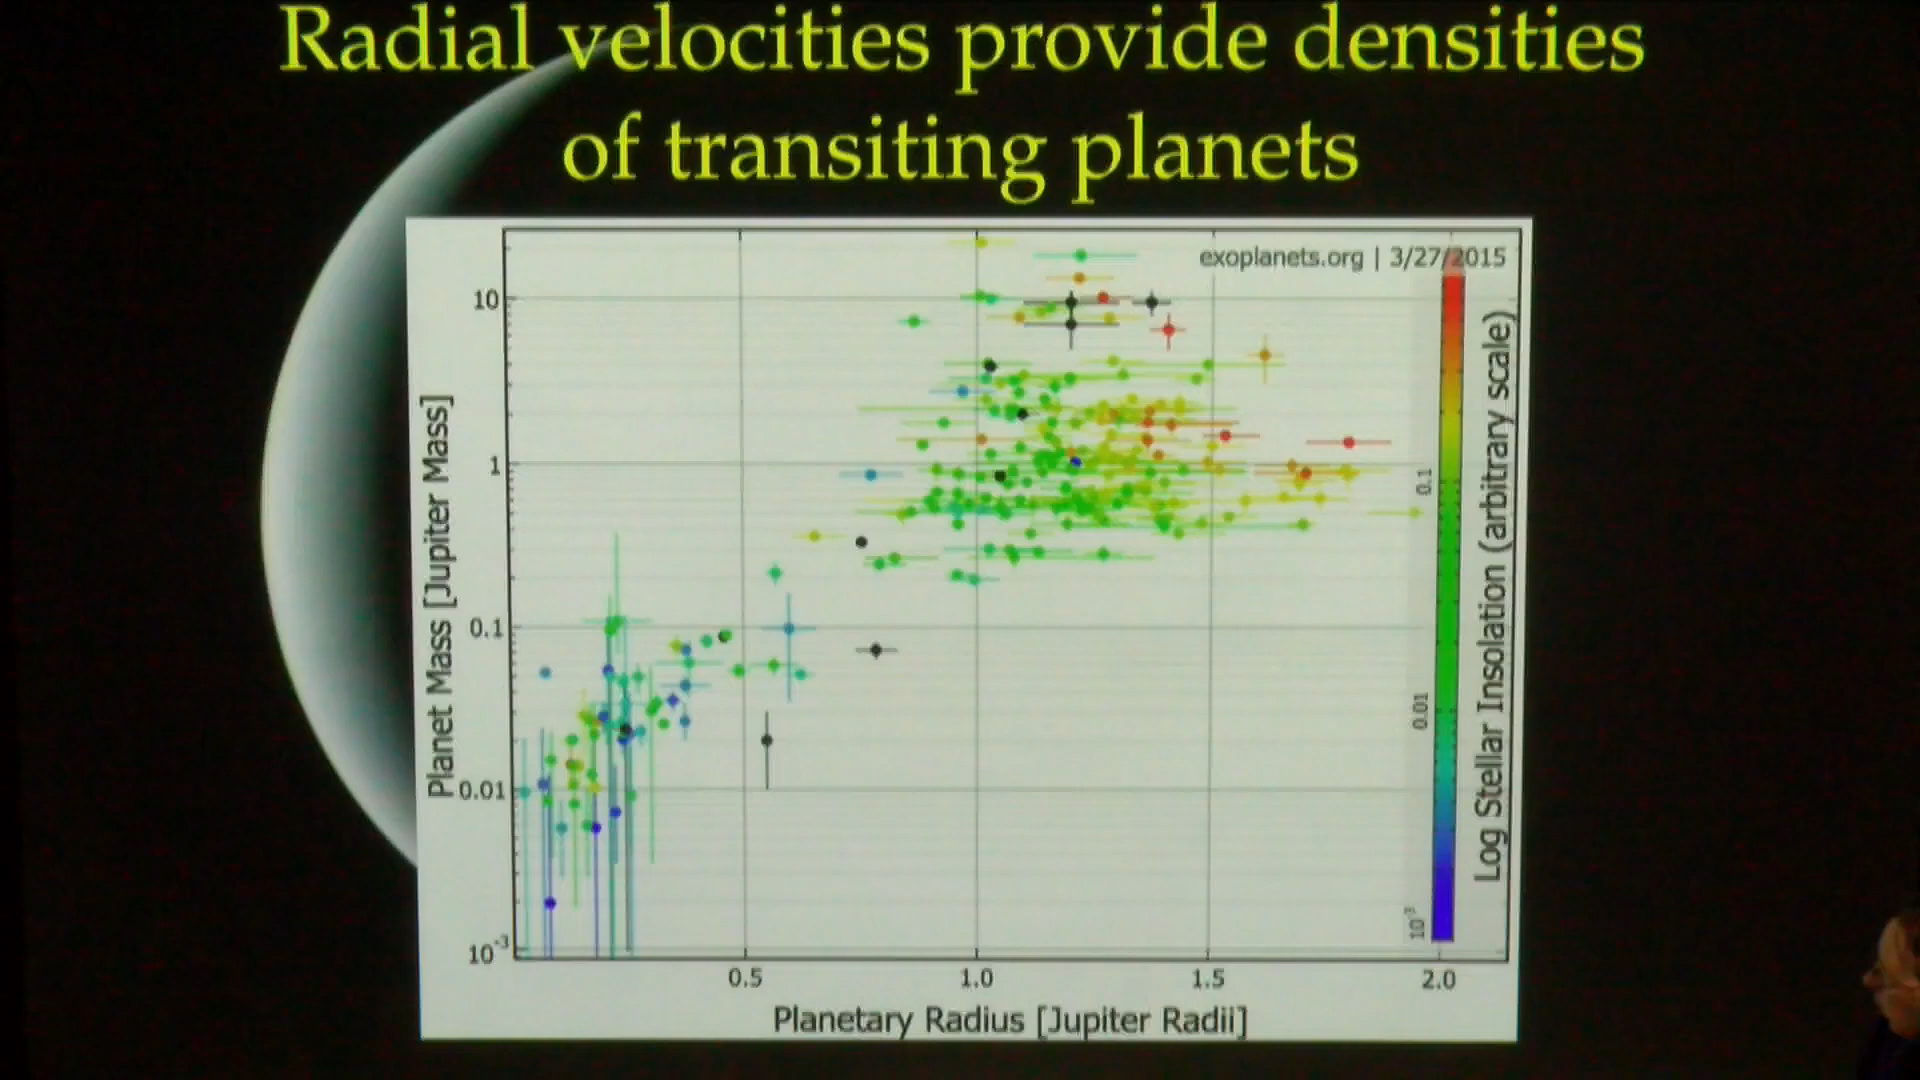 Radial velocities provide densities
of transiting planets
exoplanets.org | 3/27/2015
10
1
0.1
0.01
10-3
Planet Mass [Jupiter Mass]
0.5
1.0
1.5
2.0
Planetary Radius [Jupiter Radii]
0.1
0.01
10-3
Log Stellar Insolation (arbitrary scale)